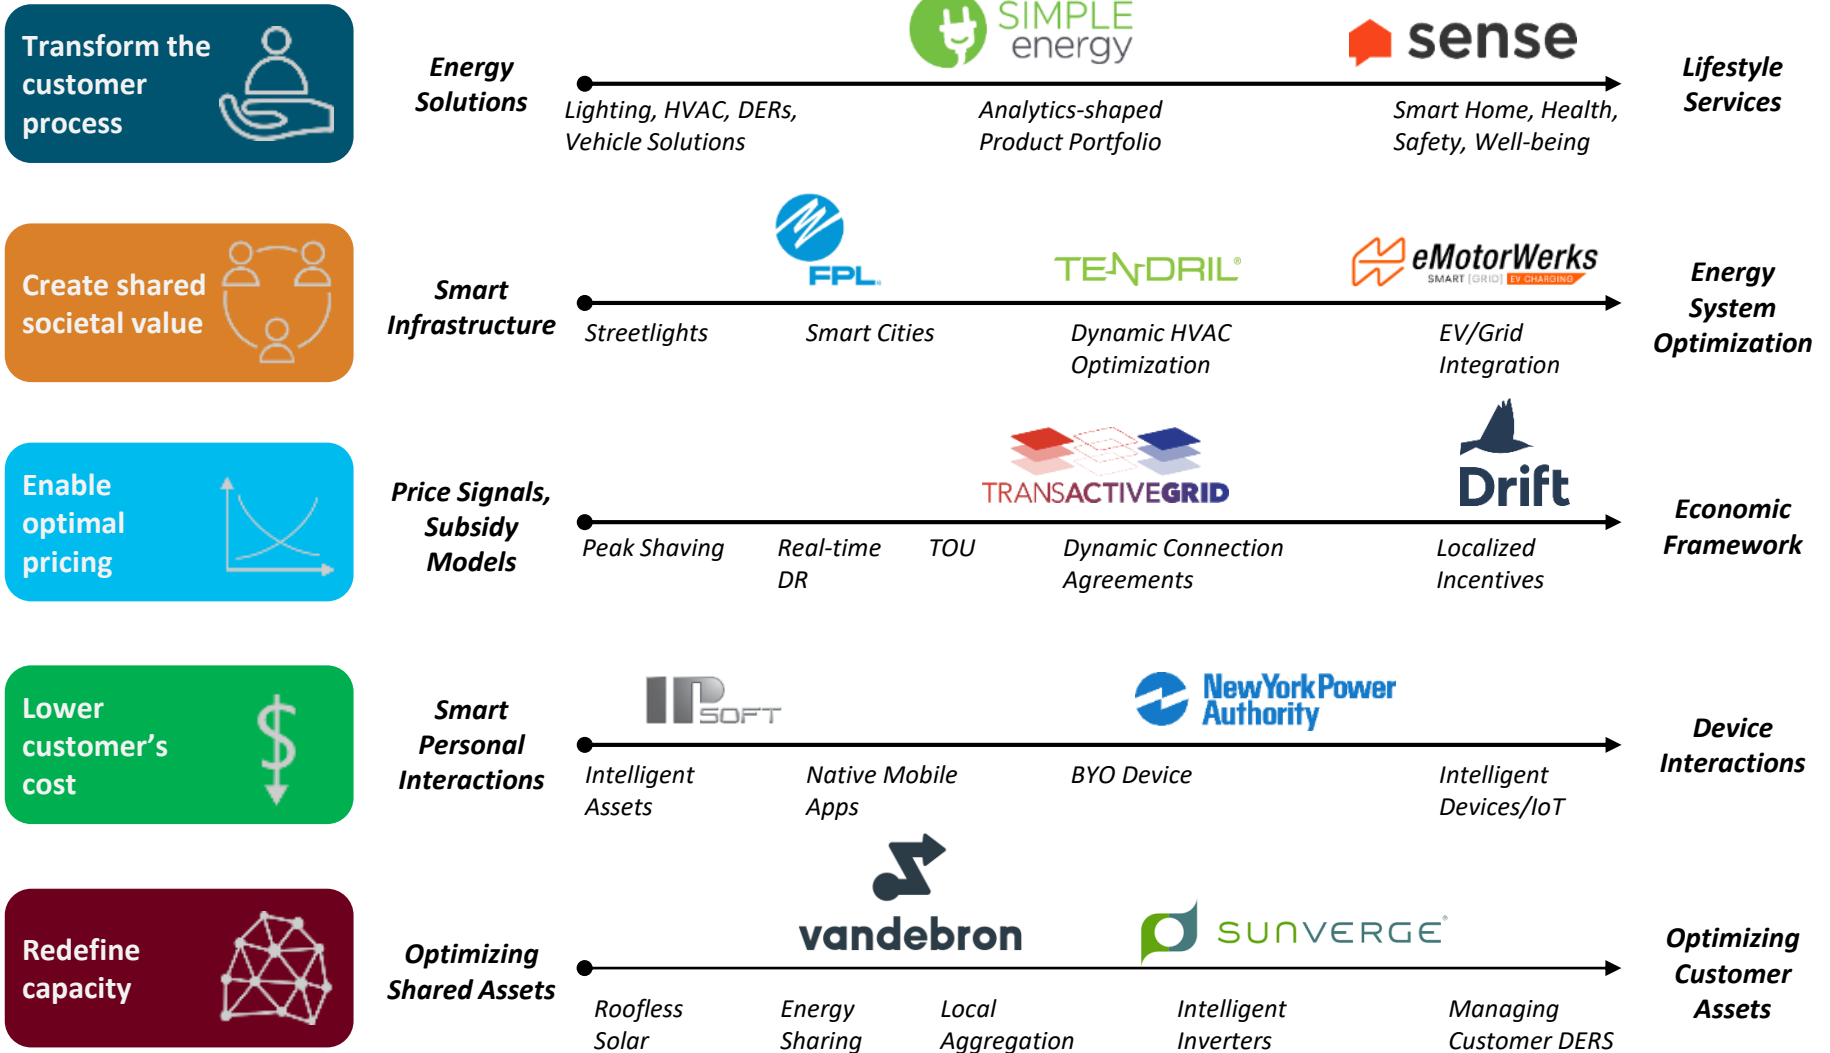 Transform the
customer
process
Energy
Solutions
SIMPLE
energy
sense
Lighting, HVAC, DERs,
Vehicle Solutions
Analytics-shaped
Product Portfolio
Smart Home, Health,
Safety, Well-being
Lifestyle
Services
Create shared
societal value
Smart
Infrastructure
FPL.
TENDRIL®
eMotorWerks
SMART [GRID] EV CHARGING
Streetlights
Smart Cities
Dynamic HVAC
Optimization
EV/Grid
Integration
Energy
System
Optimization
Enable
optimal
pricing
Price Signals,
Subsidy
Models
TRANSACTIVEGRID
Drift
Peak Shaving
Real-time
DR
TOU
Dynamic Connection
Agreements
Localized
Incentives
Economic
Framework
Lower
customer's
cost
$
Smart
Personal
Interactions
IPSOFT
NewYorkPower
Authority
Intelligent
Assets
Native Mobile
Apps
BYO Device
Intelligent
Devices/IoT
Device
Interactions
Redefine
capacity
Optimizing
Shared Assets
vandebron
SUNVERGE®
Roofless
Solar
Energy
Sharing
Local
Aggregation
Intelligent
Inverters
Managing
Customer DERS
Optimizing
Customer
Assets